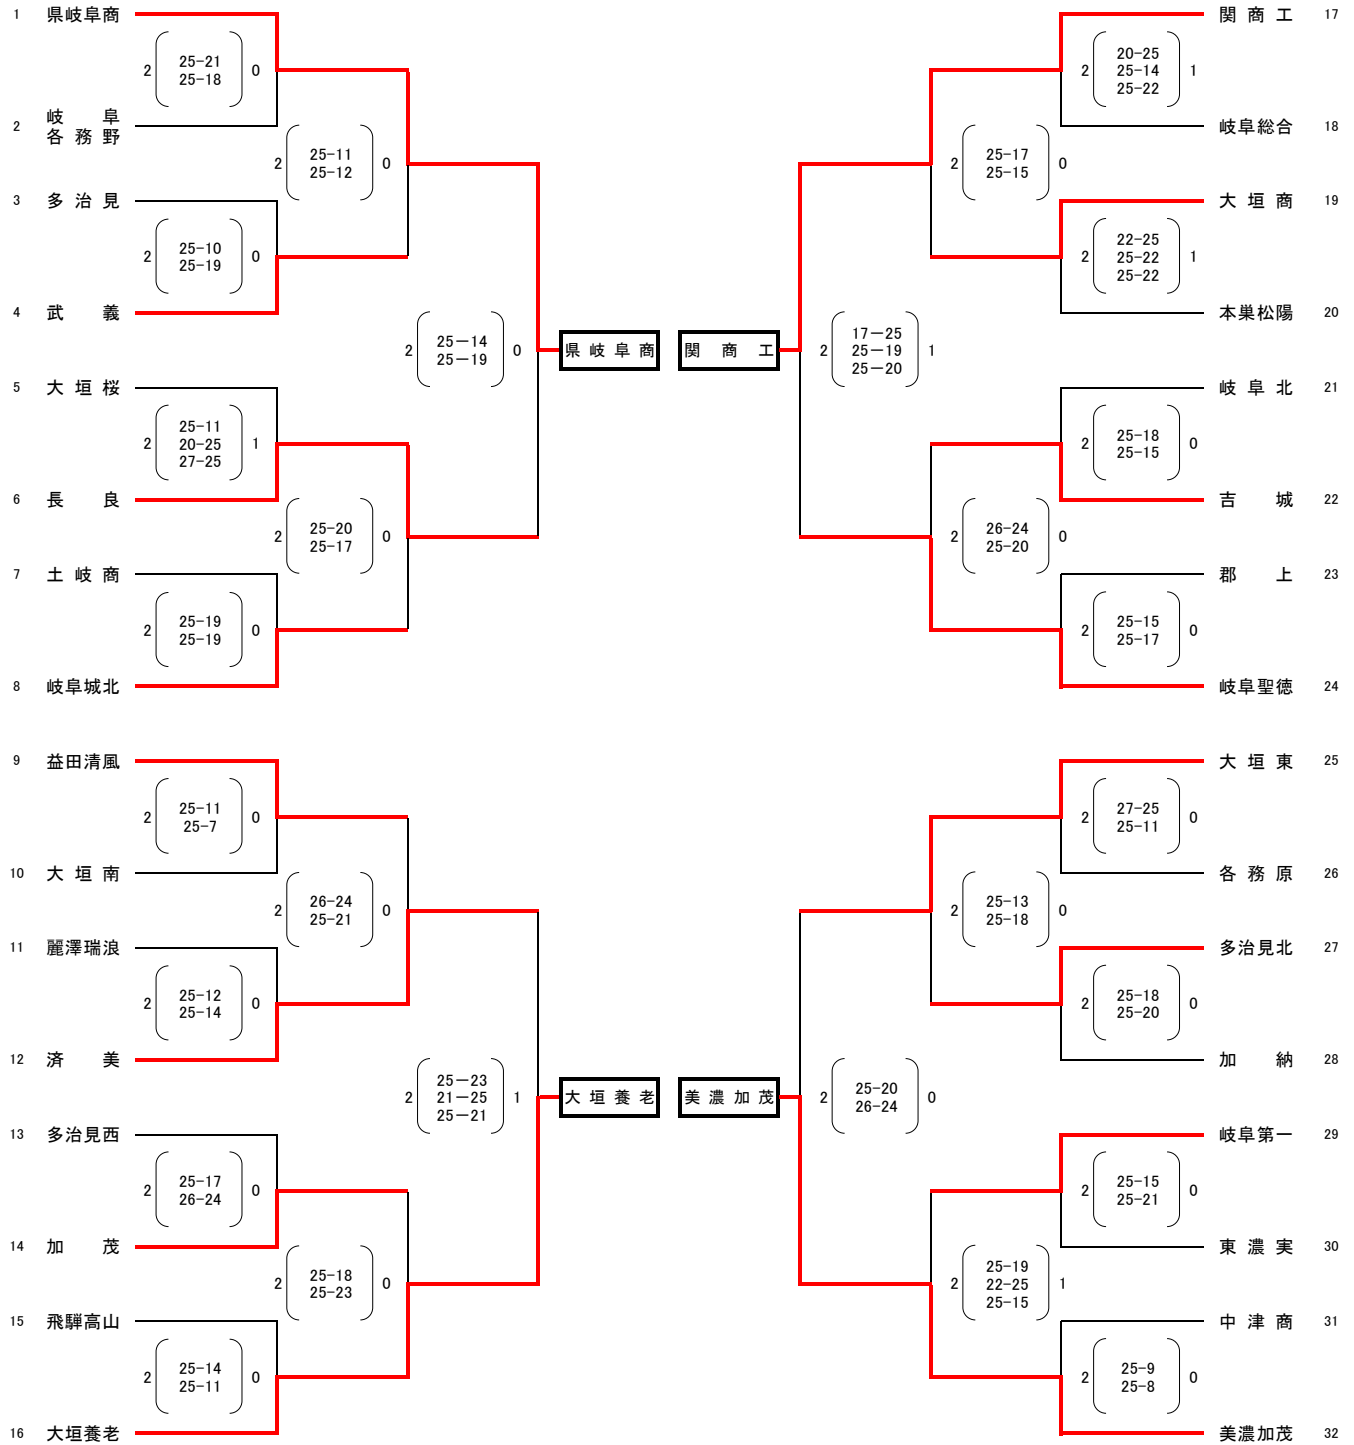 1 県岐阜商
2 ( 25-21 25-18 ) 0
2 岐阜各務野
2 ( 25-11 25-12 ) 0
3 多治見
2 ( 25-10 25-19 ) 0
4 武義
2 ( 25-14 25-19 ) 0
県岐阜商
5 大垣桜
2 ( 25-11 20-25 27-25 ) 1
6 長良
2 ( 25-20 25-17 ) 0
7 土岐商
2 ( 25-19 25-19 ) 0
8 岐阜城北
9 益田清風
2 ( 25-11 25-7 ) 0
10 大垣南
2 ( 26-24 25-21 ) 0
11 麗澤瑞浪
2 ( 25-12 25-14 ) 0
12 済美
2 ( 25-23 21-25 25-21 ) 1
大垣養老
13 多治見西
2 ( 25-17 26-24 ) 0
14 加茂
2 ( 25-18 25-23 ) 0
15 飛騨高山
2 ( 25-14 25-11 ) 0
16 大垣養老
関商工 17
2 ( 20-25 25-14 25-22 ) 1
岐阜総合 18
2 ( 25-17 25-15 ) 0
大垣商 19
2 ( 22-25 25-22 25-22 ) 1
本巣松陽 20
関商工
2 ( 17-25 25-19 25-20 ) 1
岐阜北 21
2 ( 25-18 25-15 ) 0
吉城 22
2 ( 26-24 25-20 ) 0
郡上 23
2 ( 25-15 25-17 ) 0
岐阜聖徳 24
大垣東 25
2 ( 27-25 25-11 ) 0
各務原 26
2 ( 25-13 25-18 ) 0
多治見北 27
2 ( 25-18 25-20 ) 0
加納 28
美濃加茂
2 ( 25-20 26-24 ) 0
岐阜第一 29
2 ( 25-15 25-21 ) 0
東濃実 30
2 ( 25-19 22-25 25-15 ) 1
中津商 31
2 ( 25-9 25-8 ) 0
美濃加茂 32